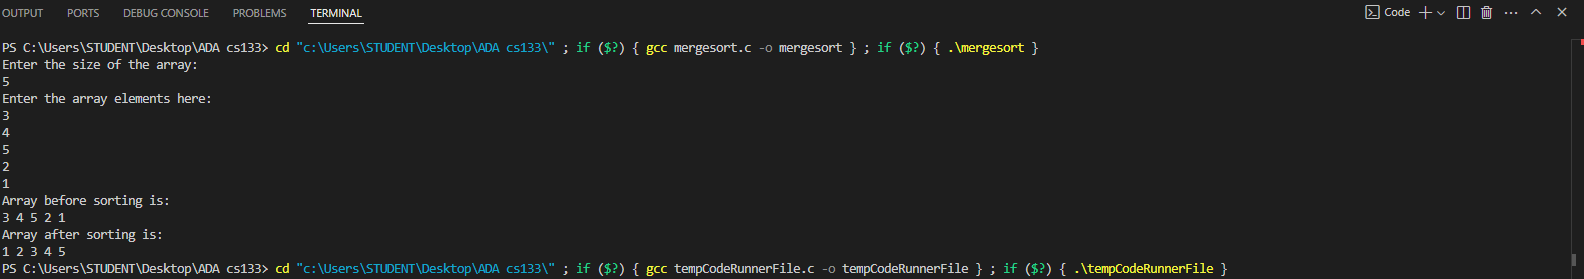 OUTPUT PORTS DEBUG CONSOLE PROBLEMS TERMINAL Code
PS C:\Users\STUDENT\Desktop\ADA cs133> cd "c:\Users\STUDENT\Desktop\ADA cs133\" ; if ($?) { gcc mergesort.c -o mergesort } ; if ($?) { .\mergesort }
Enter the size of the array:
5
Enter the array elements here:
3
4
5
2
1
Array before sorting is:
3 4 5 2 1
Array after sorting is:
1 2 3 4 5
PS C:\Users\STUDENT\Desktop\ADA cs133> cd "c:\Users\STUDENT\Desktop\ADA cs133\" ; if ($?) { gcc tempCodeRunnerFile.c -o tempCodeRunnerFile } ; if ($?) { .\tempCodeRunnerFile }